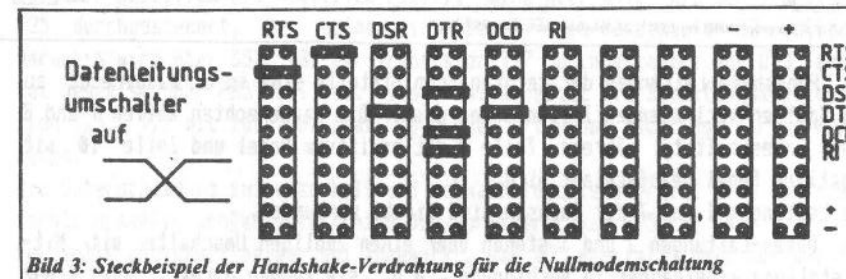 RTS CTS DSR DTR DCD RI - +
RTS
CTS
DS
DT
DC
RI
+
-
Datenleitungs-
umschalter
auf
Bild 3: Steckbeispiel der Handshake-Verdrahtung für die Nullmodemschaltung